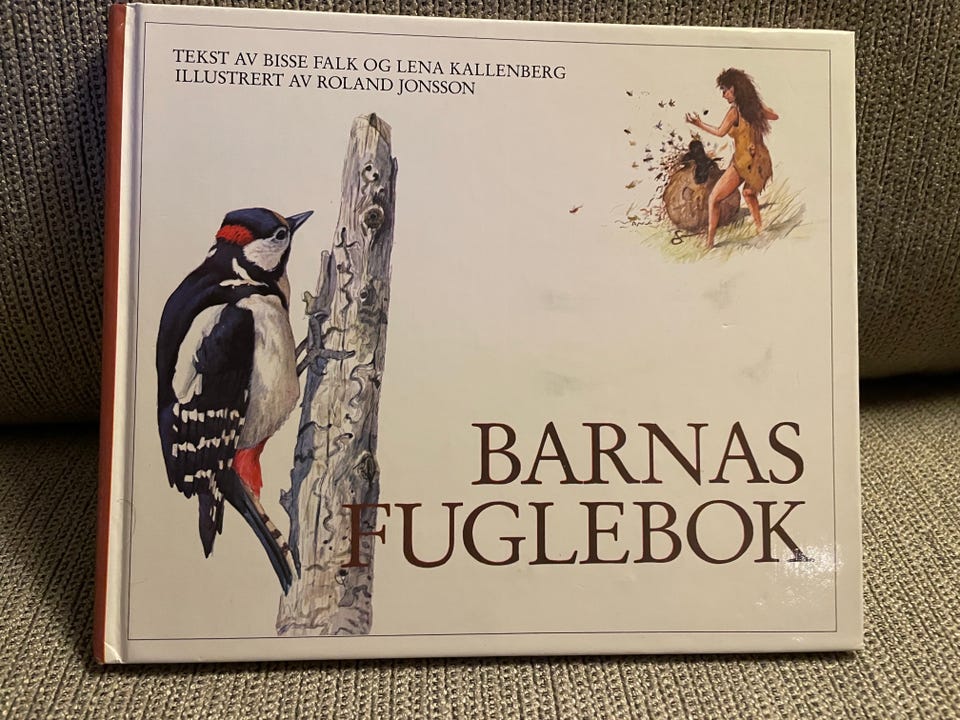 TEKST AV BISSE FALK OG LENA KALLENBERG
ILLUSTRERT AV ROLAND JONSSON
BARNAS
FUGLEBOK